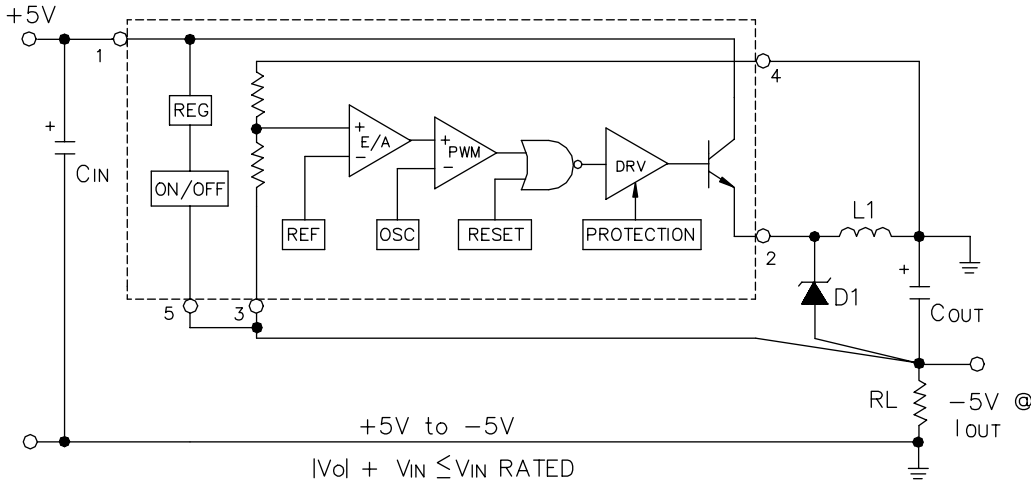 +5V
1
4
REG
+
E/A
−
+
PWM
−
DRV
+
CIN
ON/OFF
REF
OSC
RESET
PROTECTION
2
L1
5
3
D1
+
COUT
RL
−5V @
IOUT
+5V to −5V
|Vo| + VIN ≤ VIN RATED